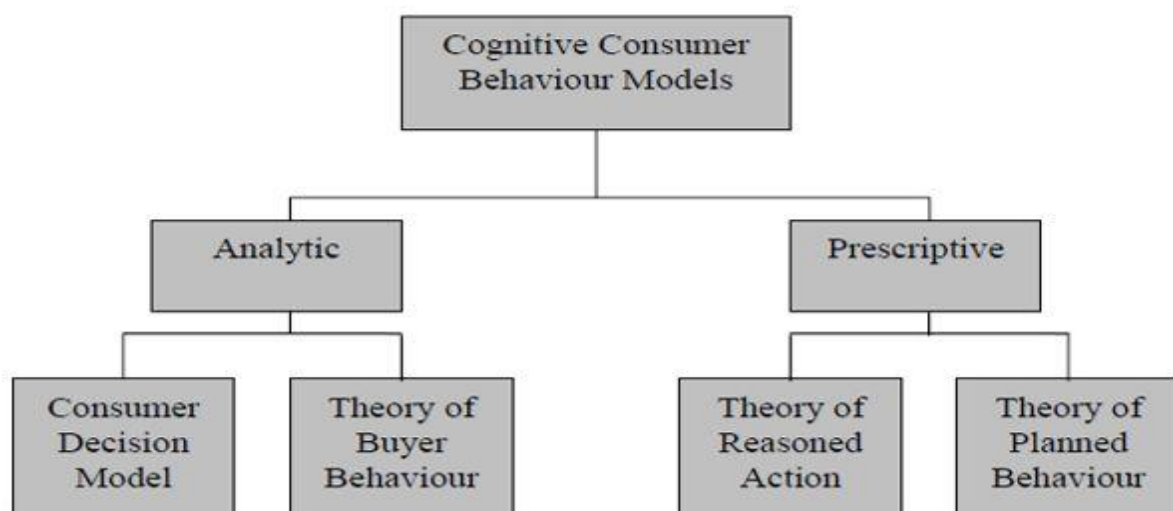 Cognitive Consumer
Behaviour Models
Analytic
Prescriptive
Consumer
Decision
Model
Theory of
Buyer
Behaviour
Theory of
Reasoned
Action
Theory of
Planned
Behaviour